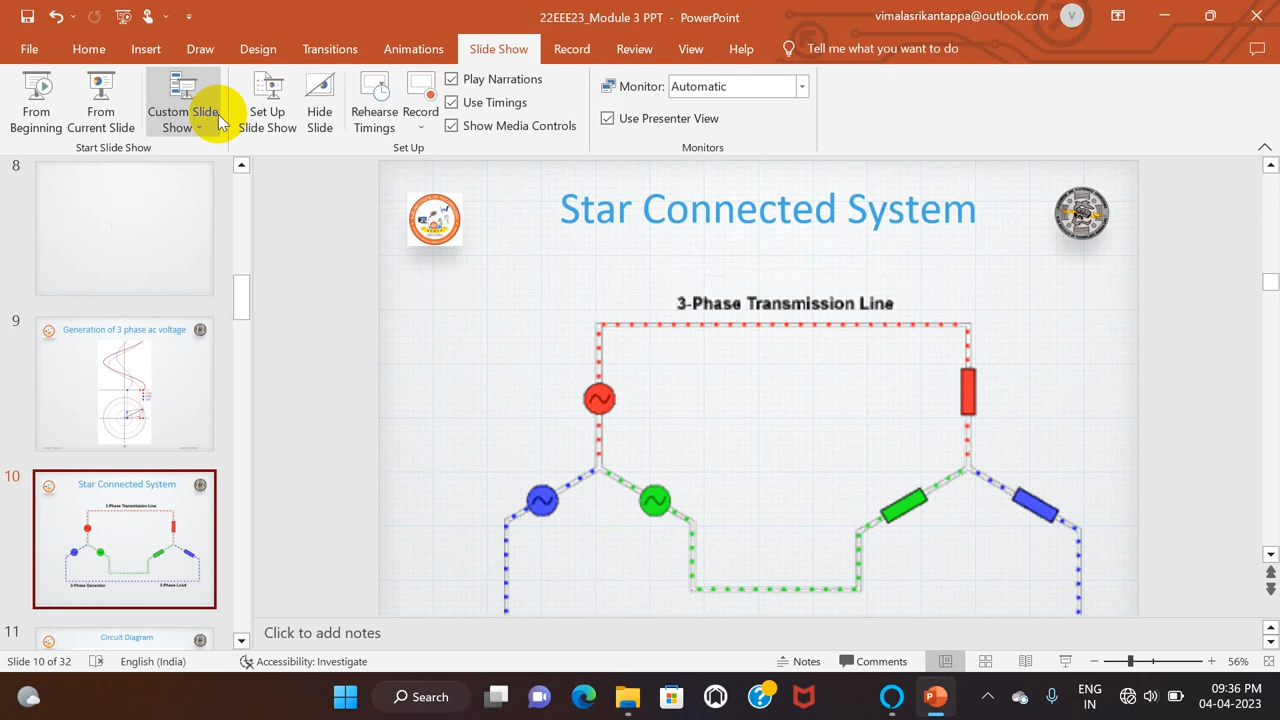 22EEE23_Module 3 PPT - PowerPoint
vimalasrikantappa@outlook.com
V
File
Home
Insert
Draw
Design
Transitions
Animations
Slide Show
Record
Review
View
Help
Tell me what you want to do
From
Beginning
From
Current Slide
Custom Slide
Show
Set Up
Slide Show
Hide
Slide
Rehearse
Timings
Record
Play Narrations
Use Timings
Show Media Controls
Monitor:
Automatic
Use Presenter View
Start Slide Show
Set Up
Monitors
8
9
Generation of 3 phase ac voltage
10
Star Connected System
3-Phase Transmission Line
3-Phase Generator
3-Phase Load
11
Circuit Diagram
Star Connected System
3-Phase Transmission Line
Click to add notes
Slide 10 of 32
English (India)
Accessibility: Investigate
Notes
Comments
56%
Search
ENG
IN
09:36 PM
04-04-2023